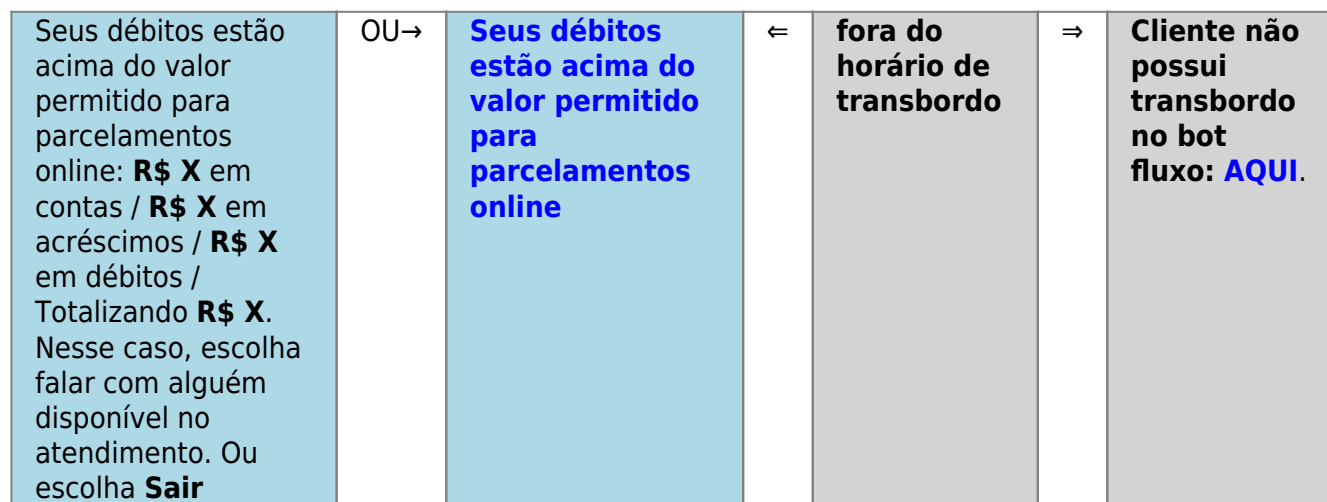 Seus débitos estão
acima do valor
permitido para
parcelamentos
online: R$ X em
contas / R$ X em
acréscimos / R$ X
em débitos /
Totalizando R$ X.
Nesse caso, escolha
falar com alguém
disponível no
atendimento. Ou
escolha Sair
OU→
Seus débitos
estão acima do
valor permitido
para
parcelamentos
online
⇐
fora do
horário de
transbordo
⇒
Cliente não
possui
transbordo
no bot
fluxo: AQUI.